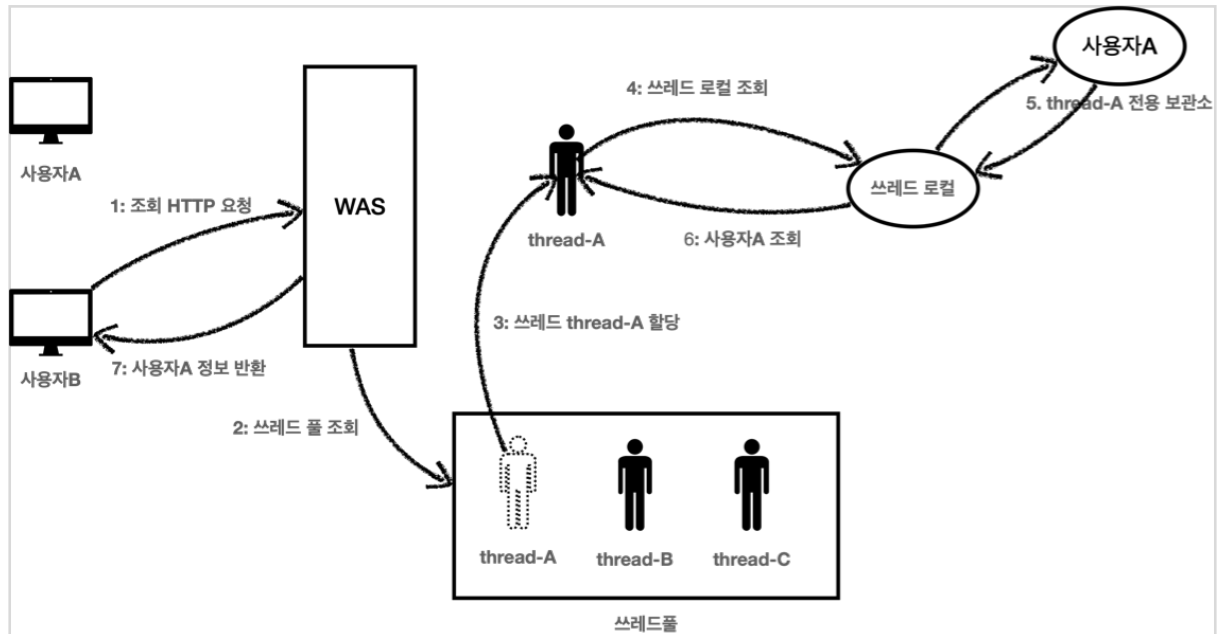 사용자A
4: 쓰레드 로컬 조회
5. thread-A 전용 보관소
사용자A
1: 조회 HTTP 요청
WAS
쓰레드 로컬
thread-A
6: 사용자A 조회
3: 쓰레드 thread-A 할당
7: 사용자A 정보 반환
사용자B
2: 쓰레드 풀 조회
thread-A
thread-B
thread-C
쓰레드풀